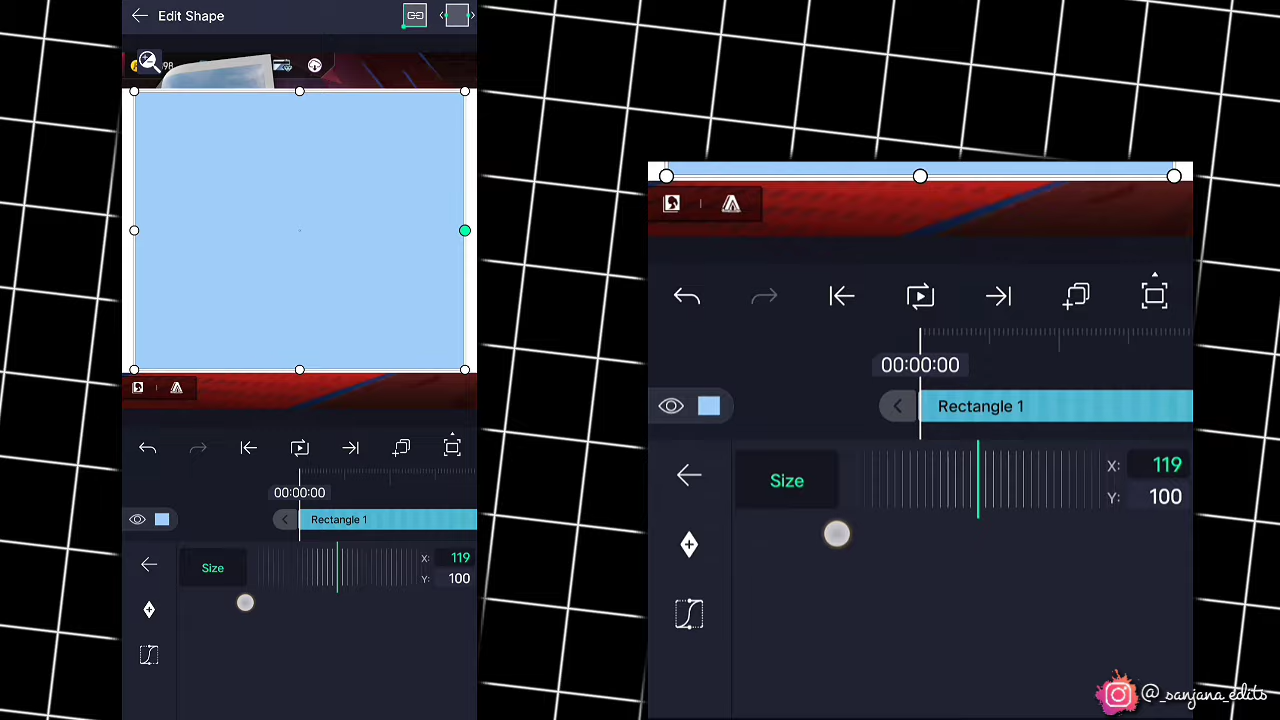 Edit Shape
98
00:00:00
Rectangle 1
Size
X: 119
Y: 100
00:00:00
Rectangle 1
Size
X: 119
Y: 100
@_sanjana_edits